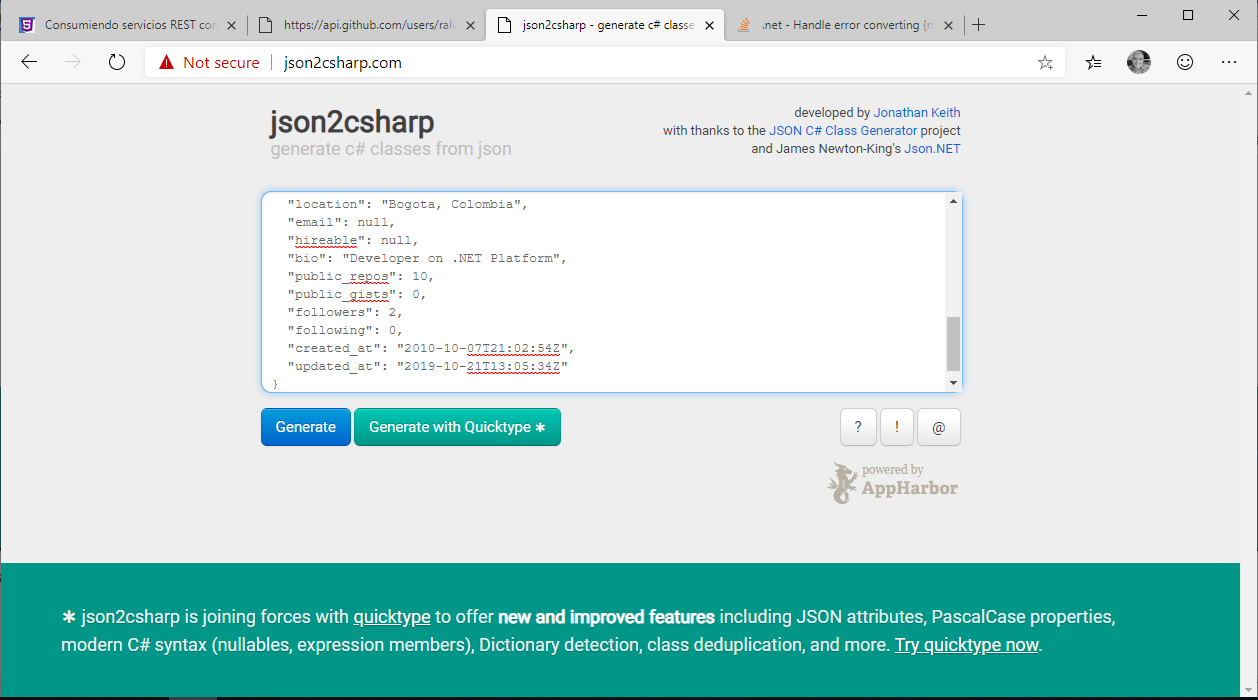 Consumiendo servicios REST con
https://api.github.com/users/ralv
json2csharp - generate c# classe
.net - Handle error converting {n
Not secure
json2csharp.com
json2csharp
generate c# classes from json
developed by Jonathan Keith
with thanks to the JSON C# Class Generator project
and James Newton-King's Json.NET
"location": "Bogota, Colombia",
"email": null,
"hireable": null,
"bio": "Developer on .NET Platform",
"public_repos": 10,
"public_gists": 0,
"followers": 2,
"following": 0,
"created_at": "2010-10-07T21:02:54Z",
"updated_at": "2019-10-21T13:05:34Z"
}
Generate
Generate with Quicktype ∗
?
!
@
powered by
AppHarbor
∗ json2csharp is joining forces with quicktype to offer new and improved features including JSON attributes, PascalCase properties,
modern C# syntax (nullables, expression members), Dictionary detection, class deduplication, and more. Try quicktype now.